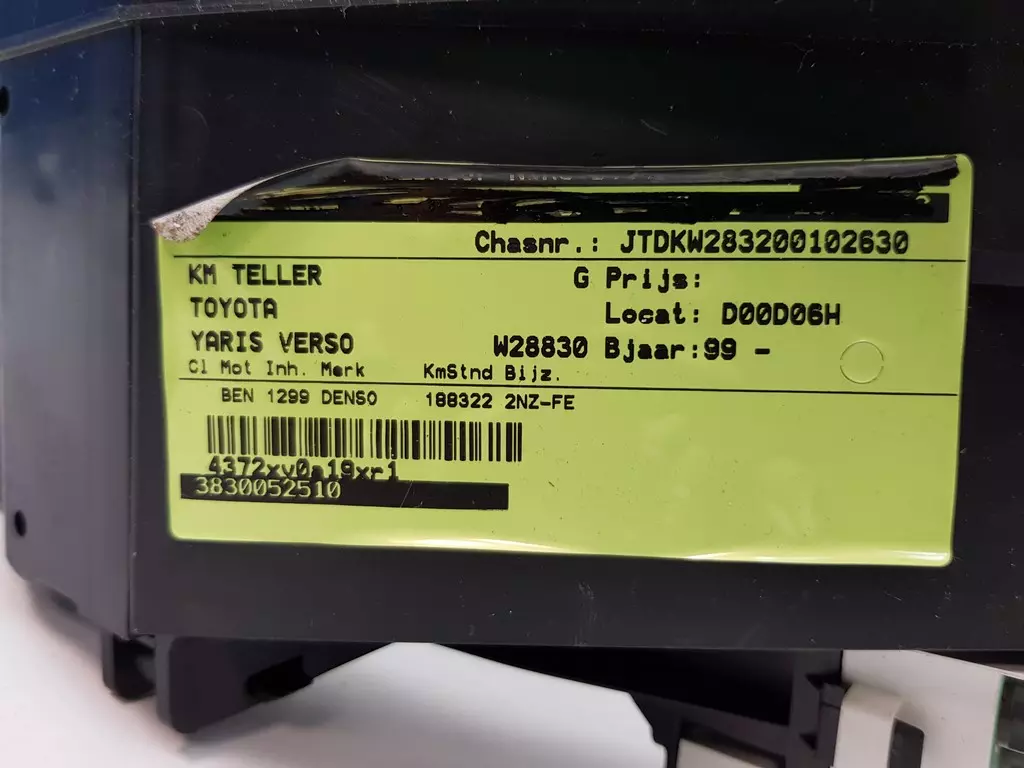 Chasnr.: JTDKW283200102630
KM TELLER G Prijs:
TOYOTA Locat: D00D06H
YARIS VERSO W28830 Bjaar:99 -
Cl Mot Inh. Merk KmStnd Bijz.
BEN 1299 DENSO 188322 2NZ-FE
4372xv0a19xr1
3830052510